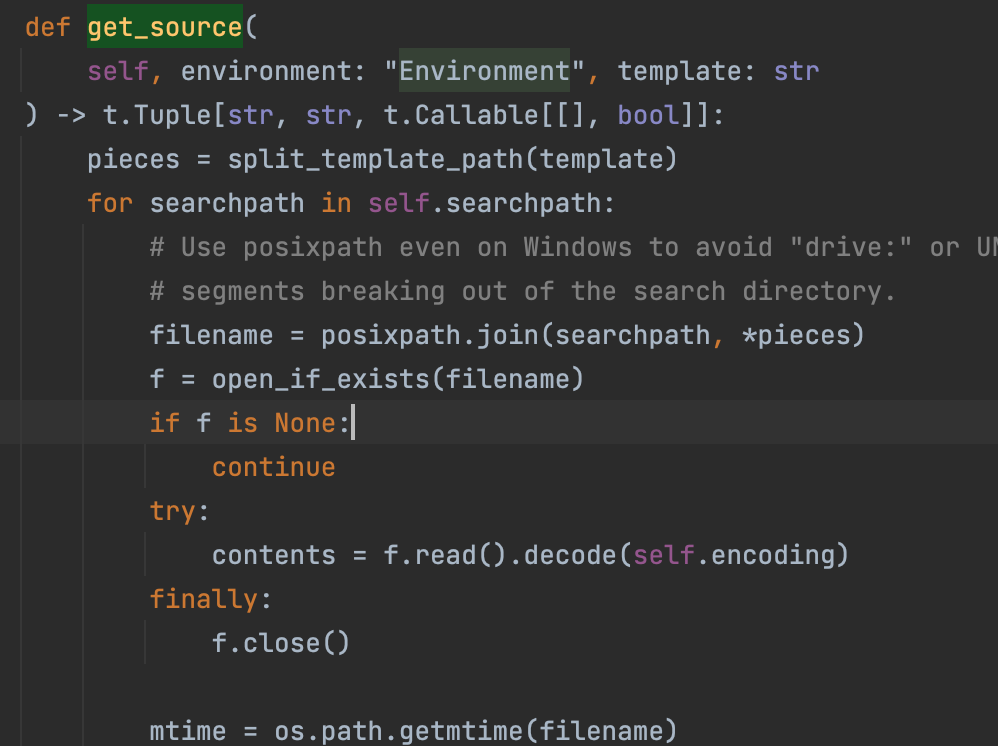 def get_source(
    self, environment: "Environment", template: str
) -> t.Tuple[str, str, t.Callable[[], bool]]:
    pieces = split_template_path(template)
    for searchpath in self.searchpath:
        # Use posixpath even on Windows to avoid "drive:" or
        # segments breaking out of the search directory.
        filename = posixpath.join(searchpath, *pieces)
        f = open_if_exists(filename)
        if f is None:
            continue
        try:
            contents = f.read().decode(self.encoding)
        finally:
            f.close()

        mtime = os.path.getmtime(filename)